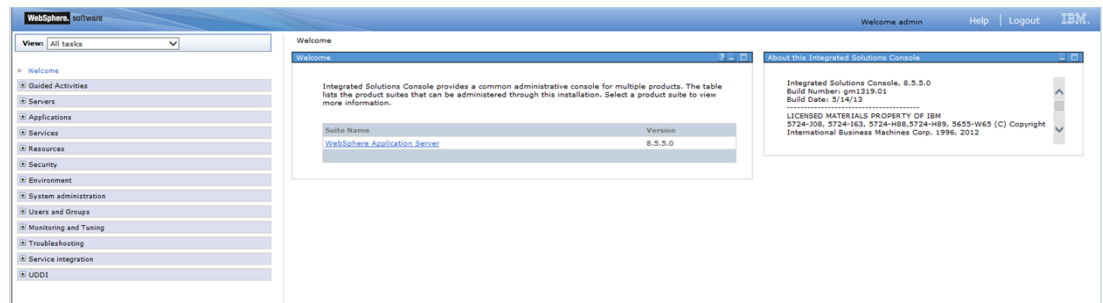 WebSphere. software
Welcome admin
Help
Logout
IBM.
View: All tasks
Welcome
Guided Activities
Servers
Applications
Services
Resources
Security
Environment
System administration
Users and Groups
Monitoring and Tuning
Troubleshooting
Service integration
UDDI
Welcome
Welcome
?
Integrated Solutions Console provides a common administrative console for multiple products. The table
lists the product suites that can be administered through this installation. Select a product suite to view
more information.
Suite Name Version
WebSphere Application Server 8.5.5.0
About this Integrated Solutions Console
Integrated Solutions Console, 8.5.5.0
Build Number: gm1319.01
Build Date: 5/14/13
----------------------------------------
LICENSED MATERIALS PROPERTY OF IBM
5724-J08, 5724-I63, 5724-H88,5724-H89, 5655-W65 (C) Copyright
International Business Machines Corp. 1996, 2012